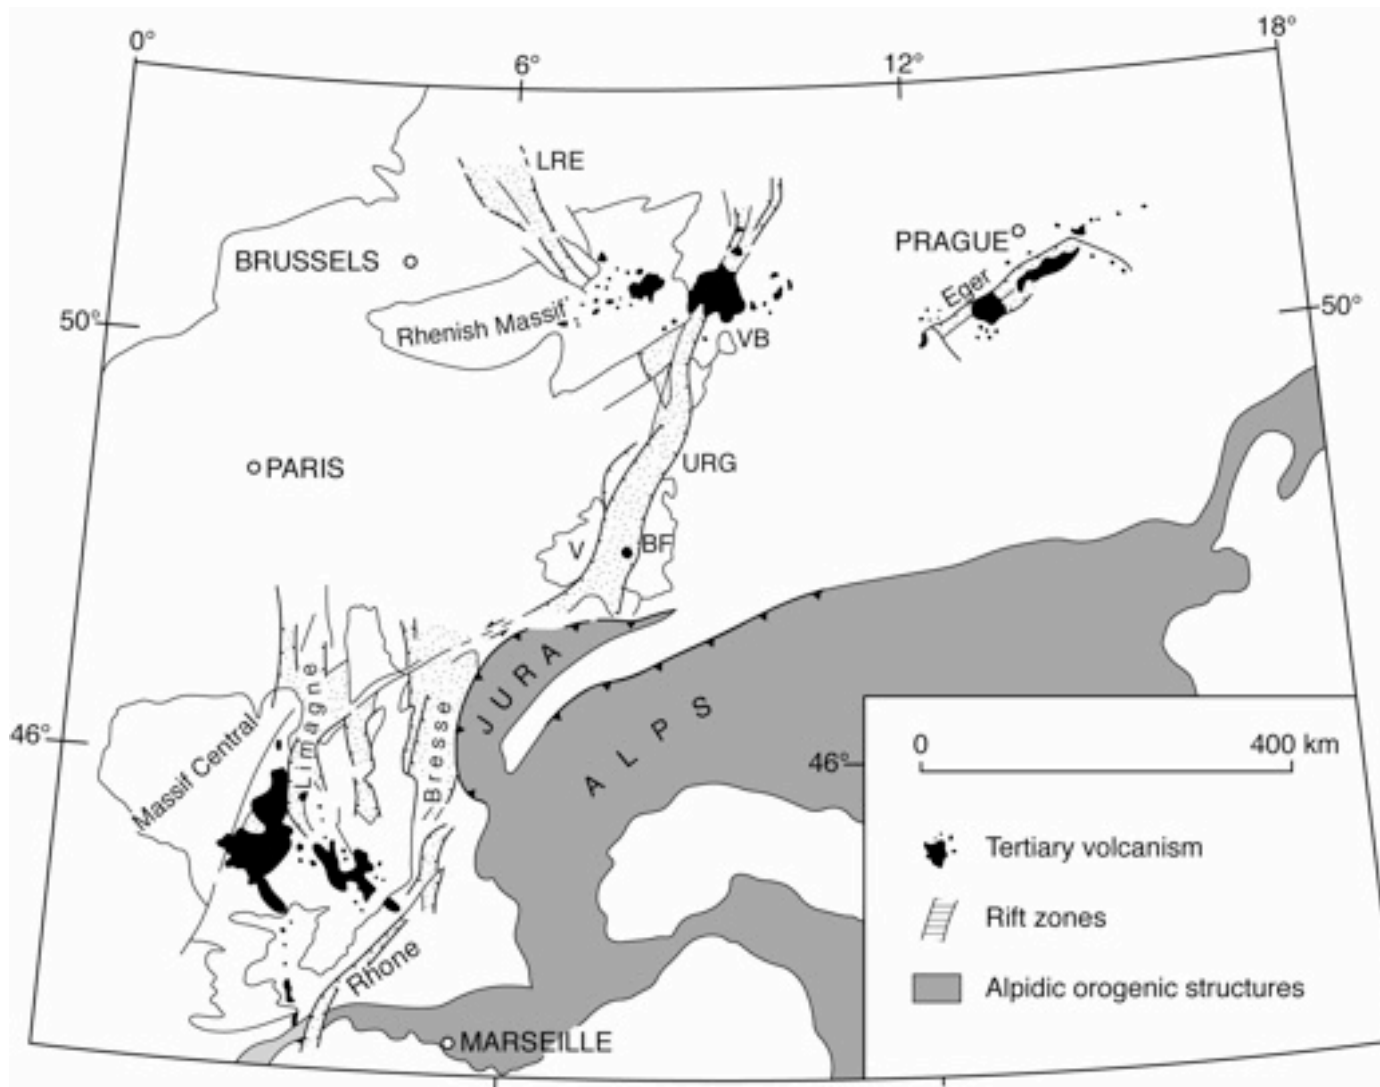 0°
6°
12°
18°
LRE
BRUSSELS
PRAGUE
Eger
50°
50°
Rhenish Massif
VB
PARIS
URG
V
BF
JURA
Limagne
Bresse
ALPS
46°
Massif Central
46°
0
400 km
Tertiary volcanism
Rift zones
Rhone
Alpidic orogenic structures
MARSEILLE